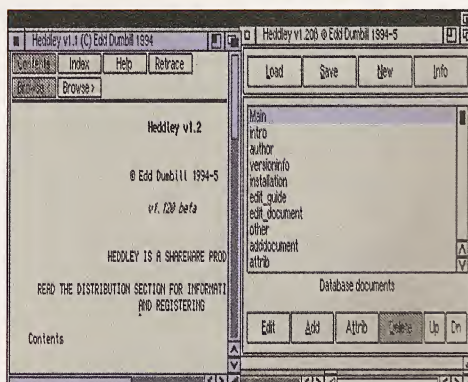 Heddley v1.1 (C) Edd Dumbill 1994
Contents Index Help Retrace
Browse < Browse >
Heddley v1.2
© Edd Dumbill 1994-5
v1.120 beta
HEDDLEY IS A SHAREWARE PROD
READ THE DISTRIBUTION SECTION FOR INFORMATI
AND REGISTERING
Contents
Heddley v1.20β © Edd Dumbill 1994-5
Load Save New Info
Main
intro
author
versioninfo
installation
edit_guide
edit_document
other
adddocument
attrib
Database documents
Edit Add Attrib Delete Up Dn